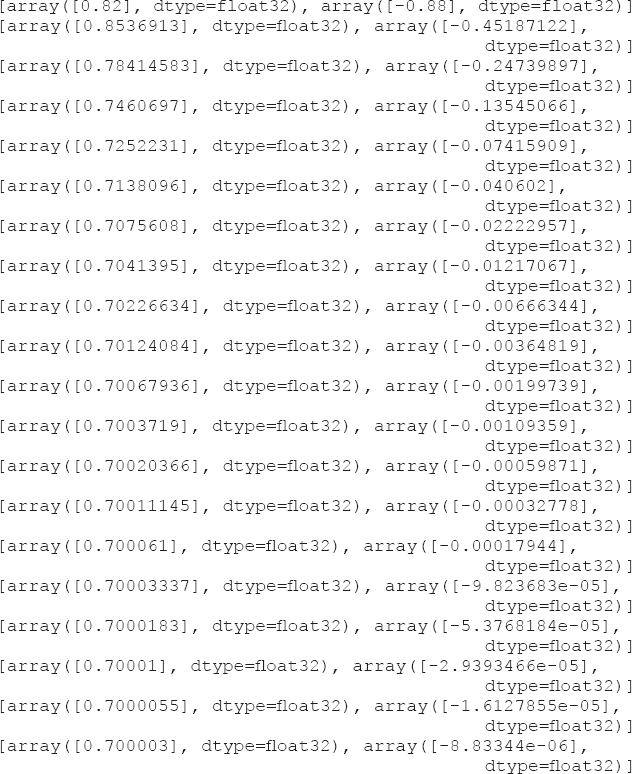 [array([0.82], dtype=float32), array([-0.88], dtype=float32)]
[array([0.8536913], dtype=float32), array([-0.45187122],
dtype=float32)]
[array([0.78414583], dtype=float32), array([-0.24739897],
dtype=float32)]
[array([0.7460697], dtype=float32), array([-0.13545066],
dtype=float32)]
[array([0.7252231], dtype=float32), array([-0.07415909],
dtype=float32)]
[array([0.7138096], dtype=float32), array([-0.040602],
dtype=float32)]
[array([0.7075608], dtype=float32), array([-0.02222957],
dtype=float32)]
[array([0.7041395], dtype=float32), array([-0.01217067],
dtype=float32)]
[array([0.70226634], dtype=float32), array([-0.00666344],
dtype=float32)]
[array([0.70124084], dtype=float32), array([-0.00364819],
dtype=float32)]
[array([0.70067936], dtype=float32), array([-0.00199739],
dtype=float32)]
[array([0.7003719], dtype=float32), array([-0.00109359],
dtype=float32)]
[array([0.70020366], dtype=float32), array([-0.00059871],
dtype=float32)]
[array([0.70011145], dtype=float32), array([-0.00032778],
dtype=float32)]
[array([0.700061], dtype=float32), array([-0.00017944],
dtype=float32)]
[array([0.70003337], dtype=float32), array([-9.823683e-05],
dtype=float32)]
[array([0.7000183], dtype=float32), array([-5.3768184e-05],
dtype=float32)]
[array([0.70001], dtype=float32), array([-2.9393466e-05],
dtype=float32)]
[array([0.7000055], dtype=float32), array([-1.6127855e-05],
dtype=float32)]
[array([0.700003], dtype=float32), array([-8.83344e-06],
dtype=float32)]